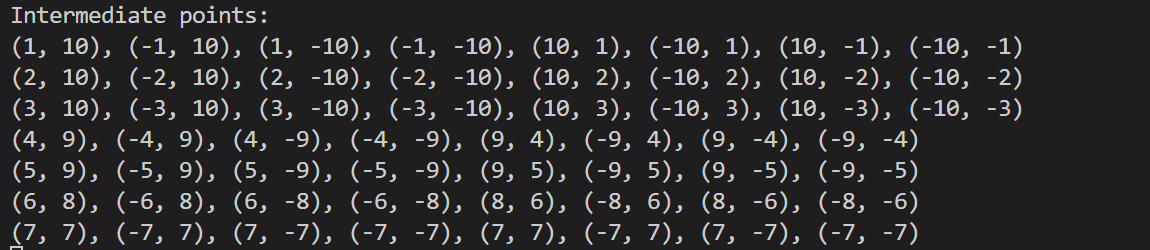 Intermediate points:
(1, 10), (-1, 10), (1, -10), (-1, -10), (10, 1), (-10, 1), (10, -1), (-10, -1)
(2, 10), (-2, 10), (2, -10), (-2, -10), (10, 2), (-10, 2), (10, -2), (-10, -2)
(3, 10), (-3, 10), (3, -10), (-3, -10), (10, 3), (-10, 3), (10, -3), (-10, -3)
(4, 9), (-4, 9), (4, -9), (-4, -9), (9, 4), (-9, 4), (9, -4), (-9, -4)
(5, 9), (-5, 9), (5, -9), (-5, -9), (9, 5), (-9, 5), (9, -5), (-9, -5)
(6, 8), (-6, 8), (6, -8), (-6, -8), (8, 6), (-8, 6), (8, -6), (-8, -6)
(7, 7), (-7, 7), (7, -7), (-7, -7), (7, 7), (-7, 7), (7, -7), (-7, -7)